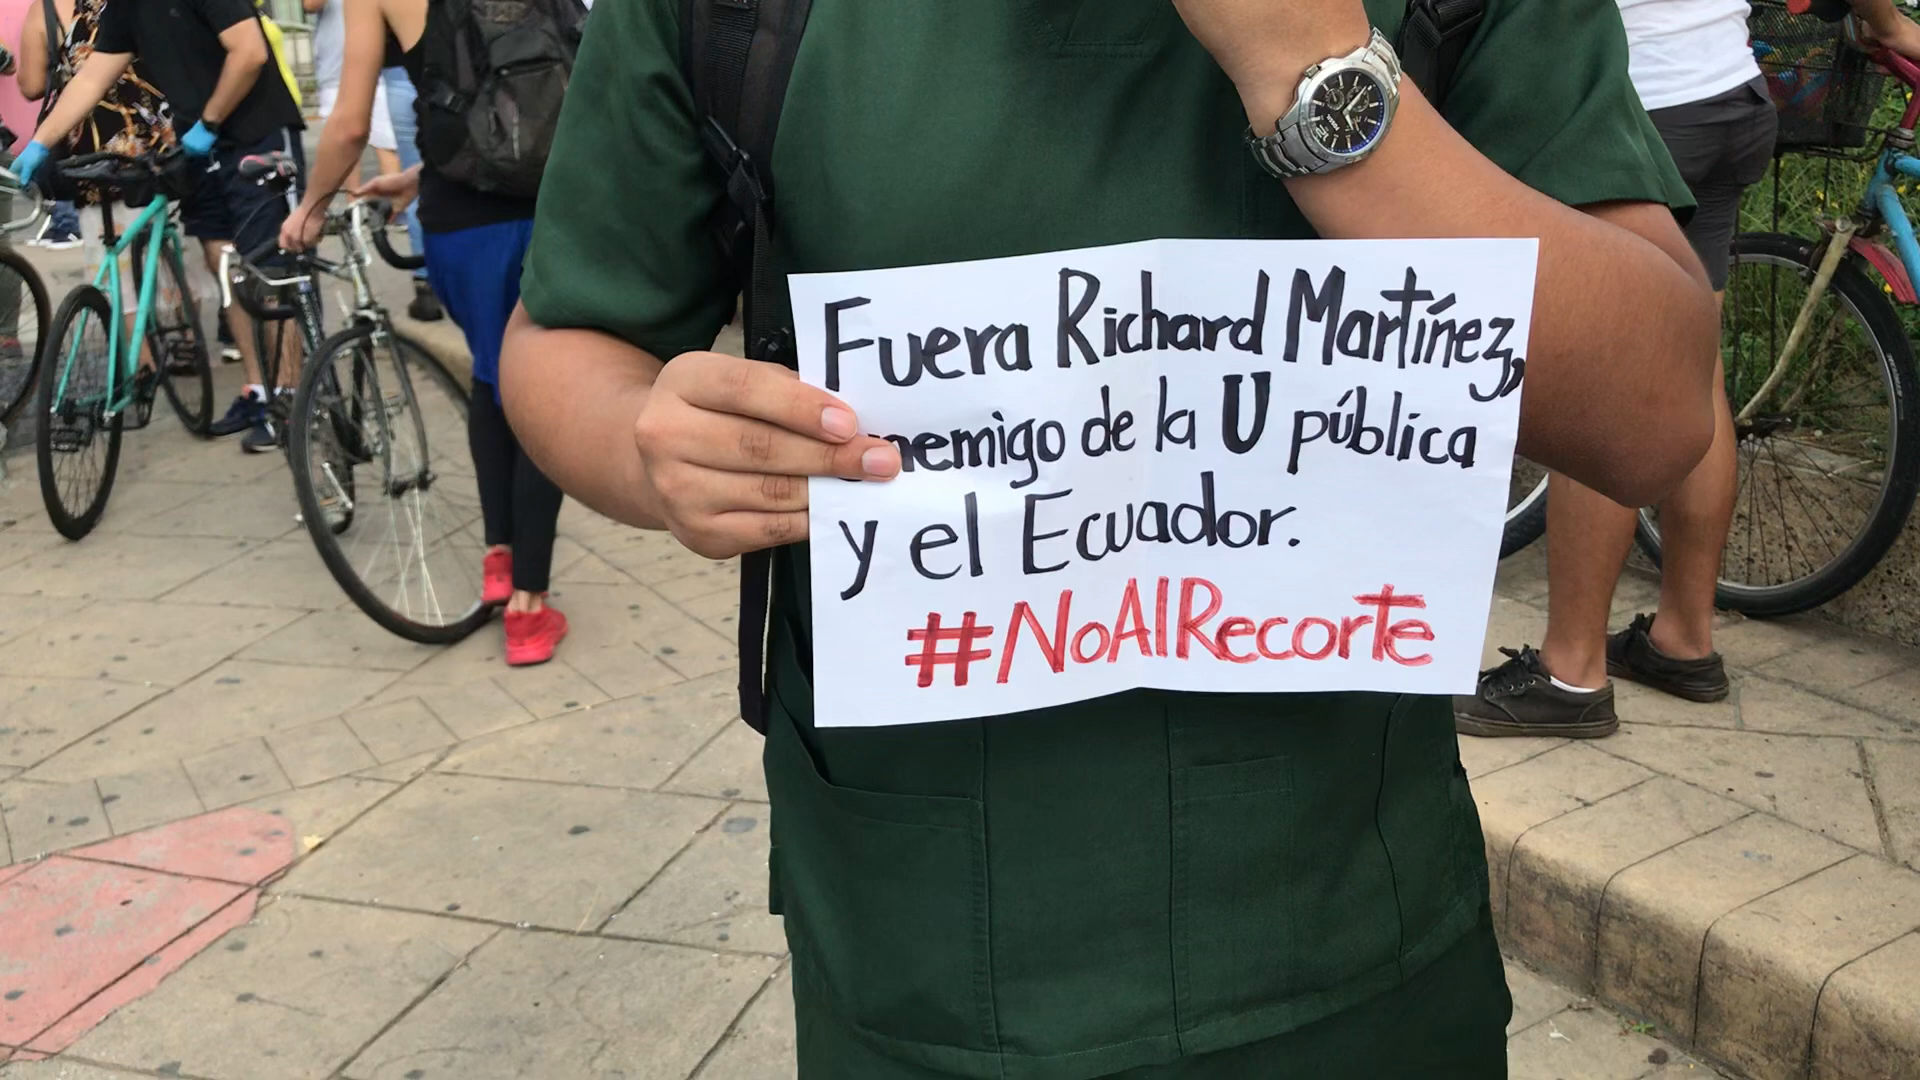 Fuera Richard Martínez,
enemigo de la U pública
y el Ecuador.
#NoAlRecorte